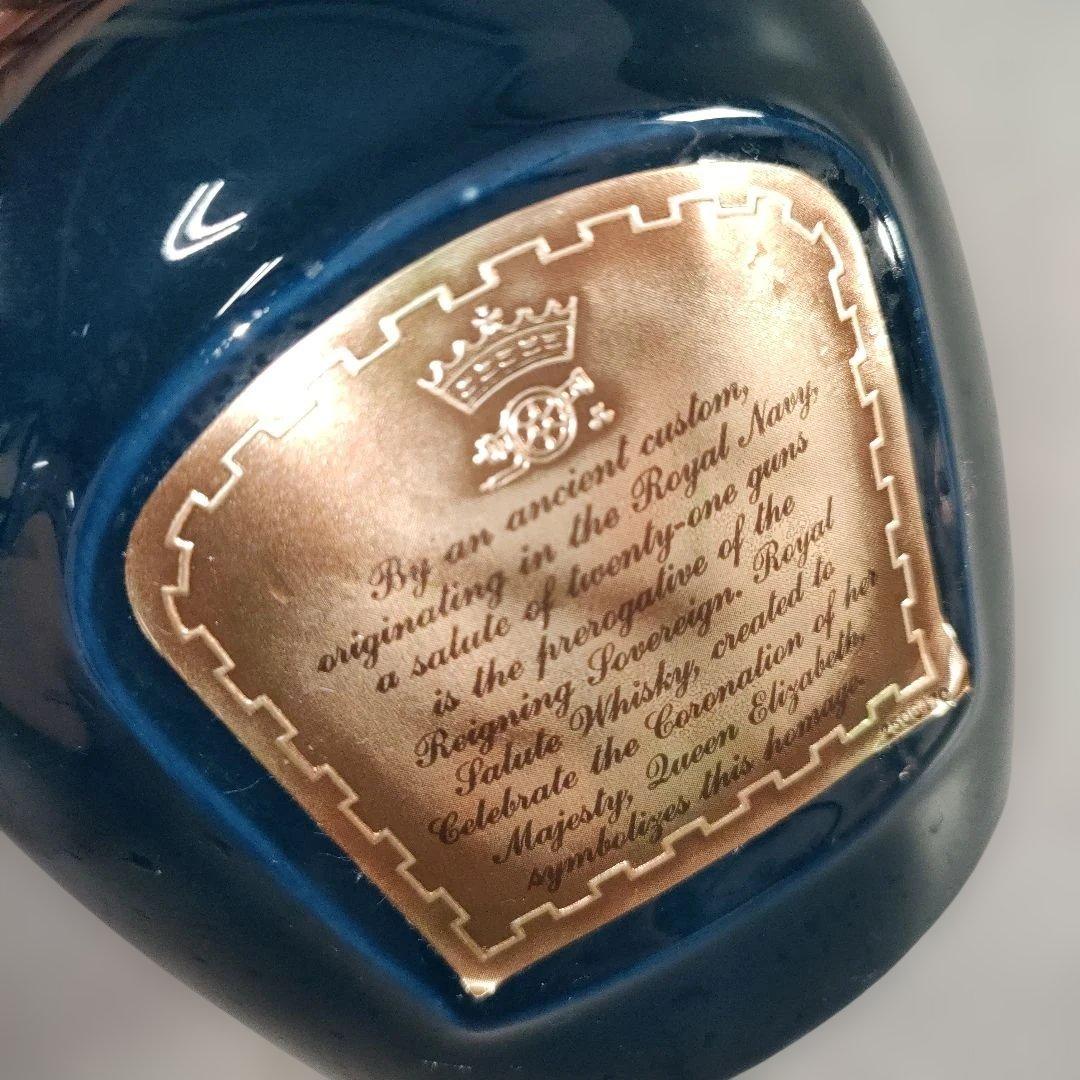 By an ancient custom,
originating in the Royal Navy,
a salute of twenty-one guns
is the prerogative of the
Reigning Sovereign. Royal
Salute Whisky, created to
Celebrate the Coronation of her
Majesty, Queen Elizabeth,
symbolizes this homage.